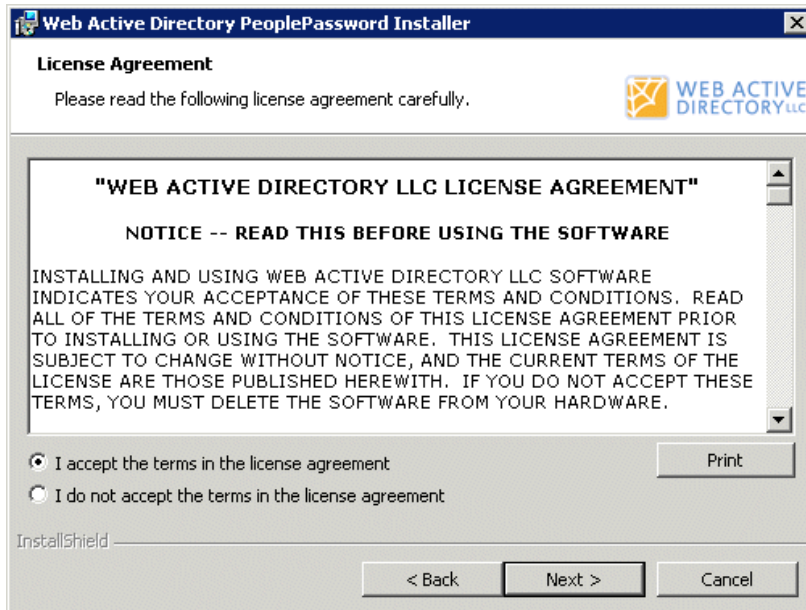 Web Active Directory PeoplePassword Installer
License Agreement
Please read the following license agreement carefully.
WEB ACTIVE
DIRECTORY LLC
"WEB ACTIVE DIRECTORY LLC LICENSE AGREEMENT"
NOTICE -- READ THIS BEFORE USING THE SOFTWARE
INSTALLING AND USING WEB ACTIVE DIRECTORY LLC SOFTWARE
INDICATES YOUR ACCEPTANCE OF THESE TERMS AND CONDITIONS.  READ
ALL OF THE TERMS AND CONDITIONS OF THIS LICENSE AGREEMENT PRIOR
TO INSTALLING OR USING THE SOFTWARE.  THIS LICENSE AGREEMENT IS
SUBJECT TO CHANGE WITHOUT NOTICE, AND THE CURRENT TERMS OF THE
LICENSE ARE THOSE PUBLISHED HEREWITH.  IF YOU DO NOT ACCEPT THESE
TERMS, YOU MUST DELETE THE SOFTWARE FROM YOUR HARDWARE.
I accept the terms in the license agreement
Print
I do not accept the terms in the license agreement
InstallShield
< Back
Next >
Cancel